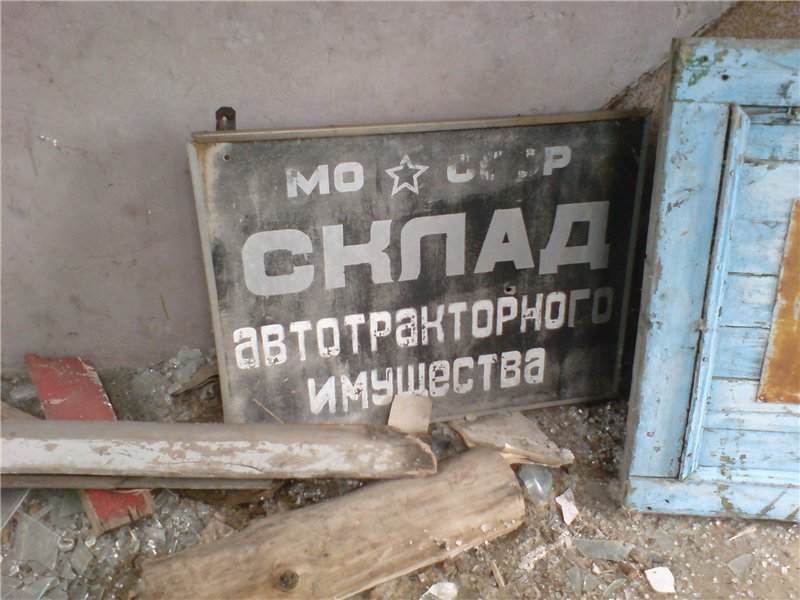 МО ☆ СССР
СКЛАД
автотракторного
имущества